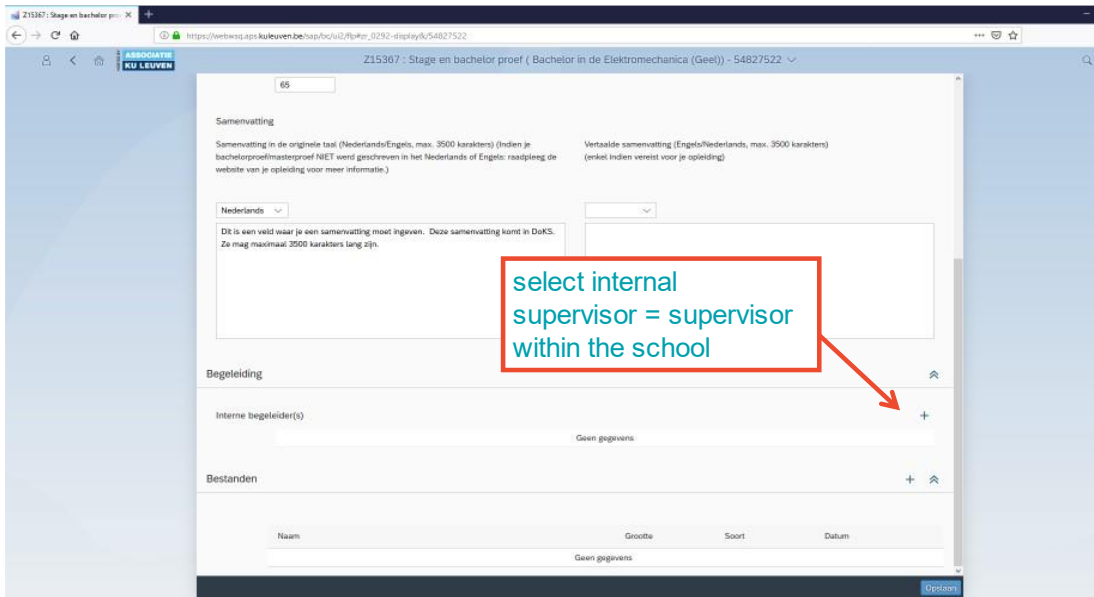 Z15367 : Stage en bachelor pro
https://webwsq.aps.kuleuven.be/sap/bc/ui2/flp#zr_0292-display&/54827522
ASSOCIATIE
KU LEUVEN
Z15367 : Stage en bachelor proef ( Bachelor in de Elektromechanica (Geel)) - 54827522
65
Samenvatting
Samenvatting in de originele taal (Nederlands/Engels, max. 3500 karakters) (Indien je
bachelorproef/masterproef NIET werd geschreven in het Nederlands of Engels: raadpleeg de
website van je opleiding voor meer informatie.)
Vertaalde samenvatting (Engels/Nederlands, max. 3500 karakters)
(enkel indien vereist voor je opleiding)
Nederlands
Dit is een veld waar je een samenvatting moet ingeven. Deze samenvatting komt in DoKS.
Ze mag maximaal 3500 karakters lang zijn.
select internal
supervisor = supervisor
within the school
Begeleiding
Interne begeleider(s)
+
Geen gegevens
Bestanden
+
Naam Grootte Soort Datum
Geen gegevens
Opslaan